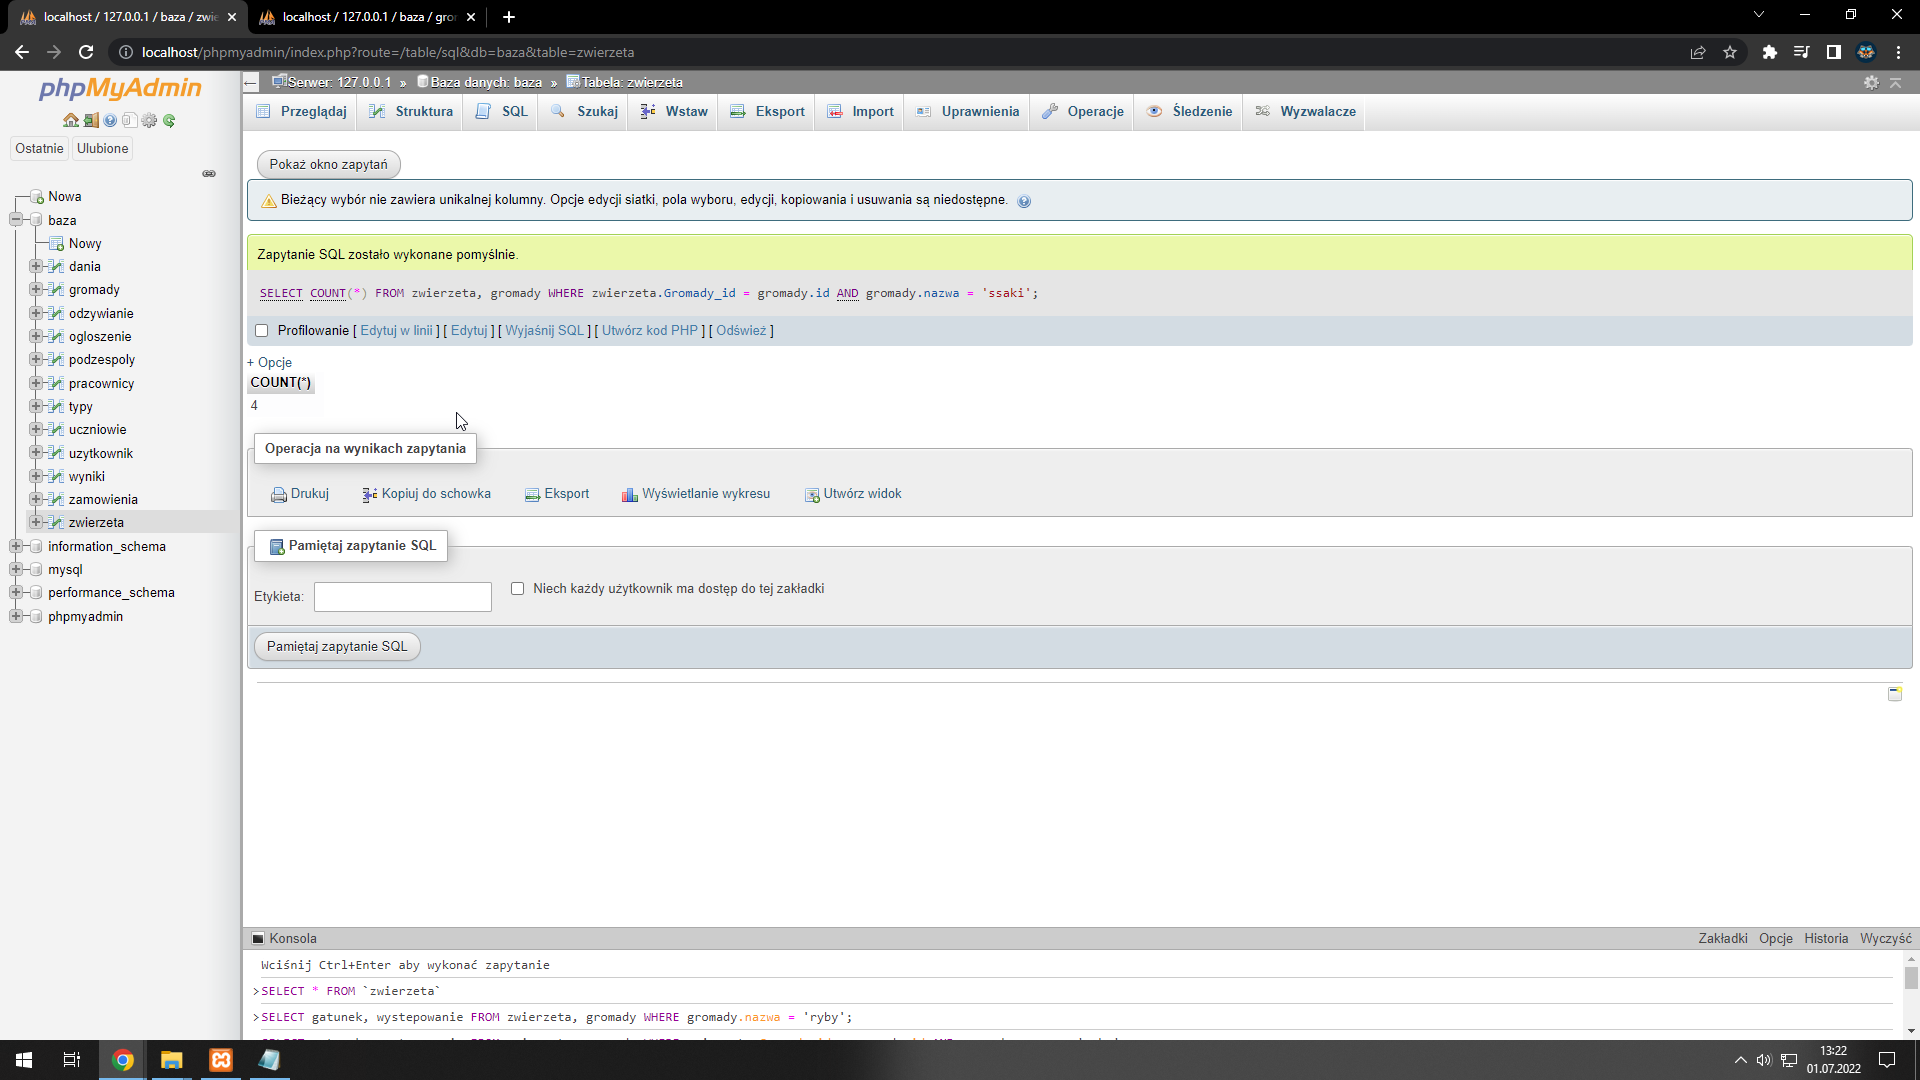 localhost / 127.0.0.1 / baza / zwie
localhost / 127.0.0.1 / baza / gro
localhost/phpmyadmin/index.php?route=/table/sql&db=baza&table=zwierzeta
phpMyAdmin
Ostatnie Ulubione
Nowa
baza
Nowy
dania
gromady
odzywianie
ogloszenie
podzespoly
pracownicy
typy
uczniowie
uzytkownik
wyniki
zamowienia
zwierzeta
information_schema
mysql
performance_schema
phpmyadmin
Serwer: 127.0.0.1 » Baza danych: baza » Tabela: zwierzeta
Przeglądaj Struktura SQL Szukaj Wstaw Eksport Import Uprawnienia Operacje Śledzenie Wyzwalacze
Pokaż okno zapytań
Bieżący wybór nie zawiera unikalnej kolumny. Opcje edycji siatki, pola wyboru, edycji, kopiowania i usuwania są niedostępne.
Zapytanie SQL zostało wykonane pomyślnie.
SELECT COUNT(*) FROM zwierzeta, gromady WHERE zwierzeta.Gromady_id = gromady.id AND gromady.nazwa = 'ssaki';
Profilowanie [ Edytuj w linii ] [ Edytuj ] [ Wyjaśnij SQL ] [ Utwórz kod PHP ] [ Odśwież ]
+ Opcje
COUNT(*)
4
Operacja na wynikach zapytania
Drukuj Kopiuj do schowka Eksport Wyświetlanie wykresu Utwórz widok
Pamiętaj zapytanie SQL
Etykieta: Niech każdy użytkownik ma dostęp do tej zakładki
Pamiętaj zapytanie SQL
Konsola Zakładki Opcje Historia Wyczyść
Wciśnij Ctrl+Enter aby wykonać zapytanie
>SELECT * FROM `zwierzeta`
>SELECT gatunek, wystepowanie FROM zwierzeta, gromady WHERE gromady.nazwa = 'ryby';
13:22
01.07.2022